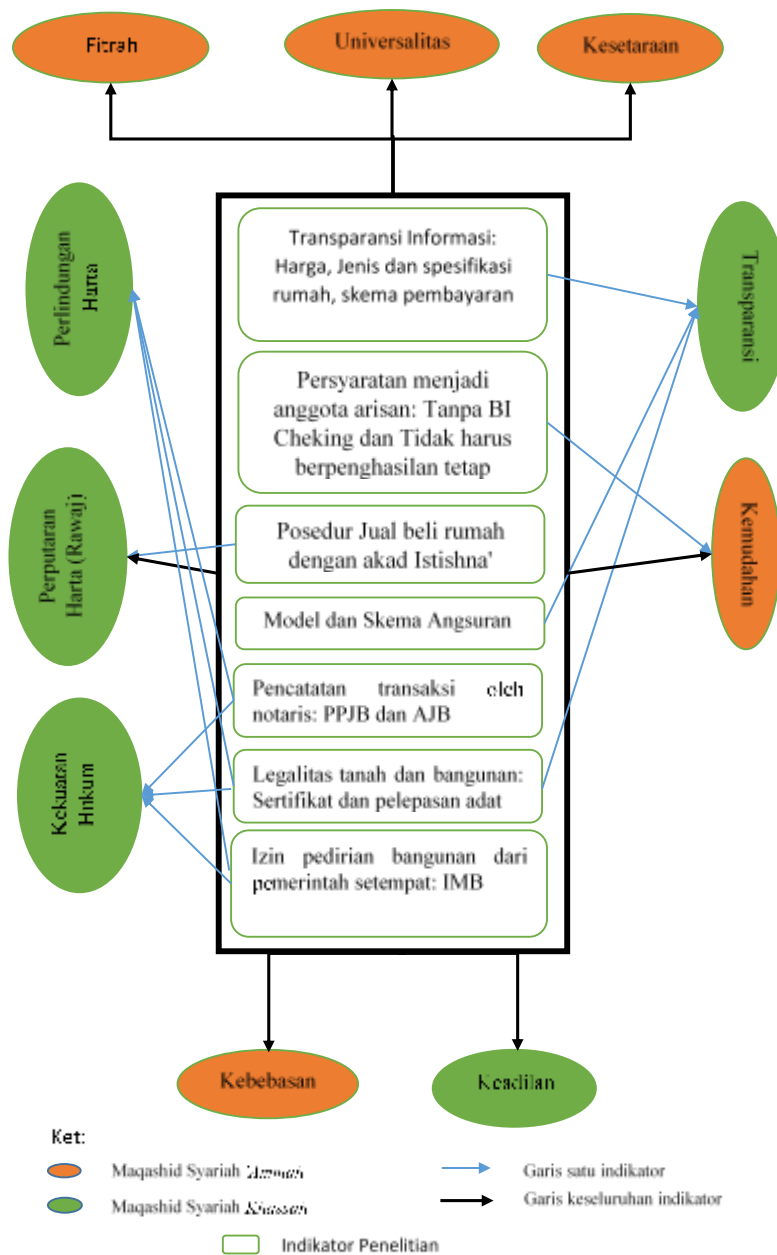 Fitrah
Universalitas
Kesetaraan
Perlindungan
Harta
Transparansi Informasi:
Harga, Jenis dan spesifikasi
rumah, skema pembayaran
Transparansi
Persyaratan menjadi
anggota arisan: Tanpa BI
Cheking dan Tidak harus
berpenghasilan tetap
Perputaran
Harta (Rawaj)
Posedur Jual beli rumah
dengan akad Istishna'
Kemudahan
Model dan Skema Angsuran
Pencatatan transaksi oleh
notaris: PPJB dan AJB
Kekuatan
Hukum
Legalitas tanah dan bangunan:
Sertifikat dan pelepasan adat
Izin pedirian bangunan dari
pemerintah setempat: IMB
Kebebasan
Keadilan
Ket:
Maqashid Syariah 'Ammah
Garis satu indikator
Maqashid Syariah Khassah
Garis keseluruhan indikator
Indikator Penelitian